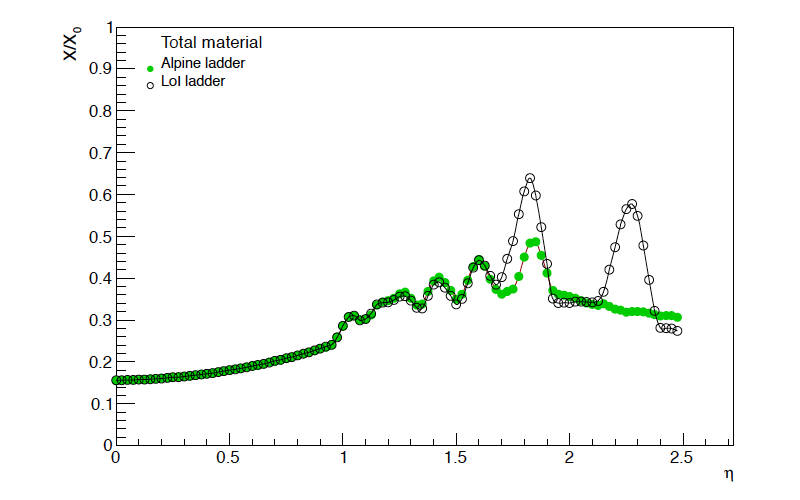 X/X0
1
0.9
0.8
0.7
0.6
0.5
0.4
0.3
0.2
0.1
0
Total material
Alpine ladder
LoI ladder
0 0.5 1 1.5 2 2.5
η